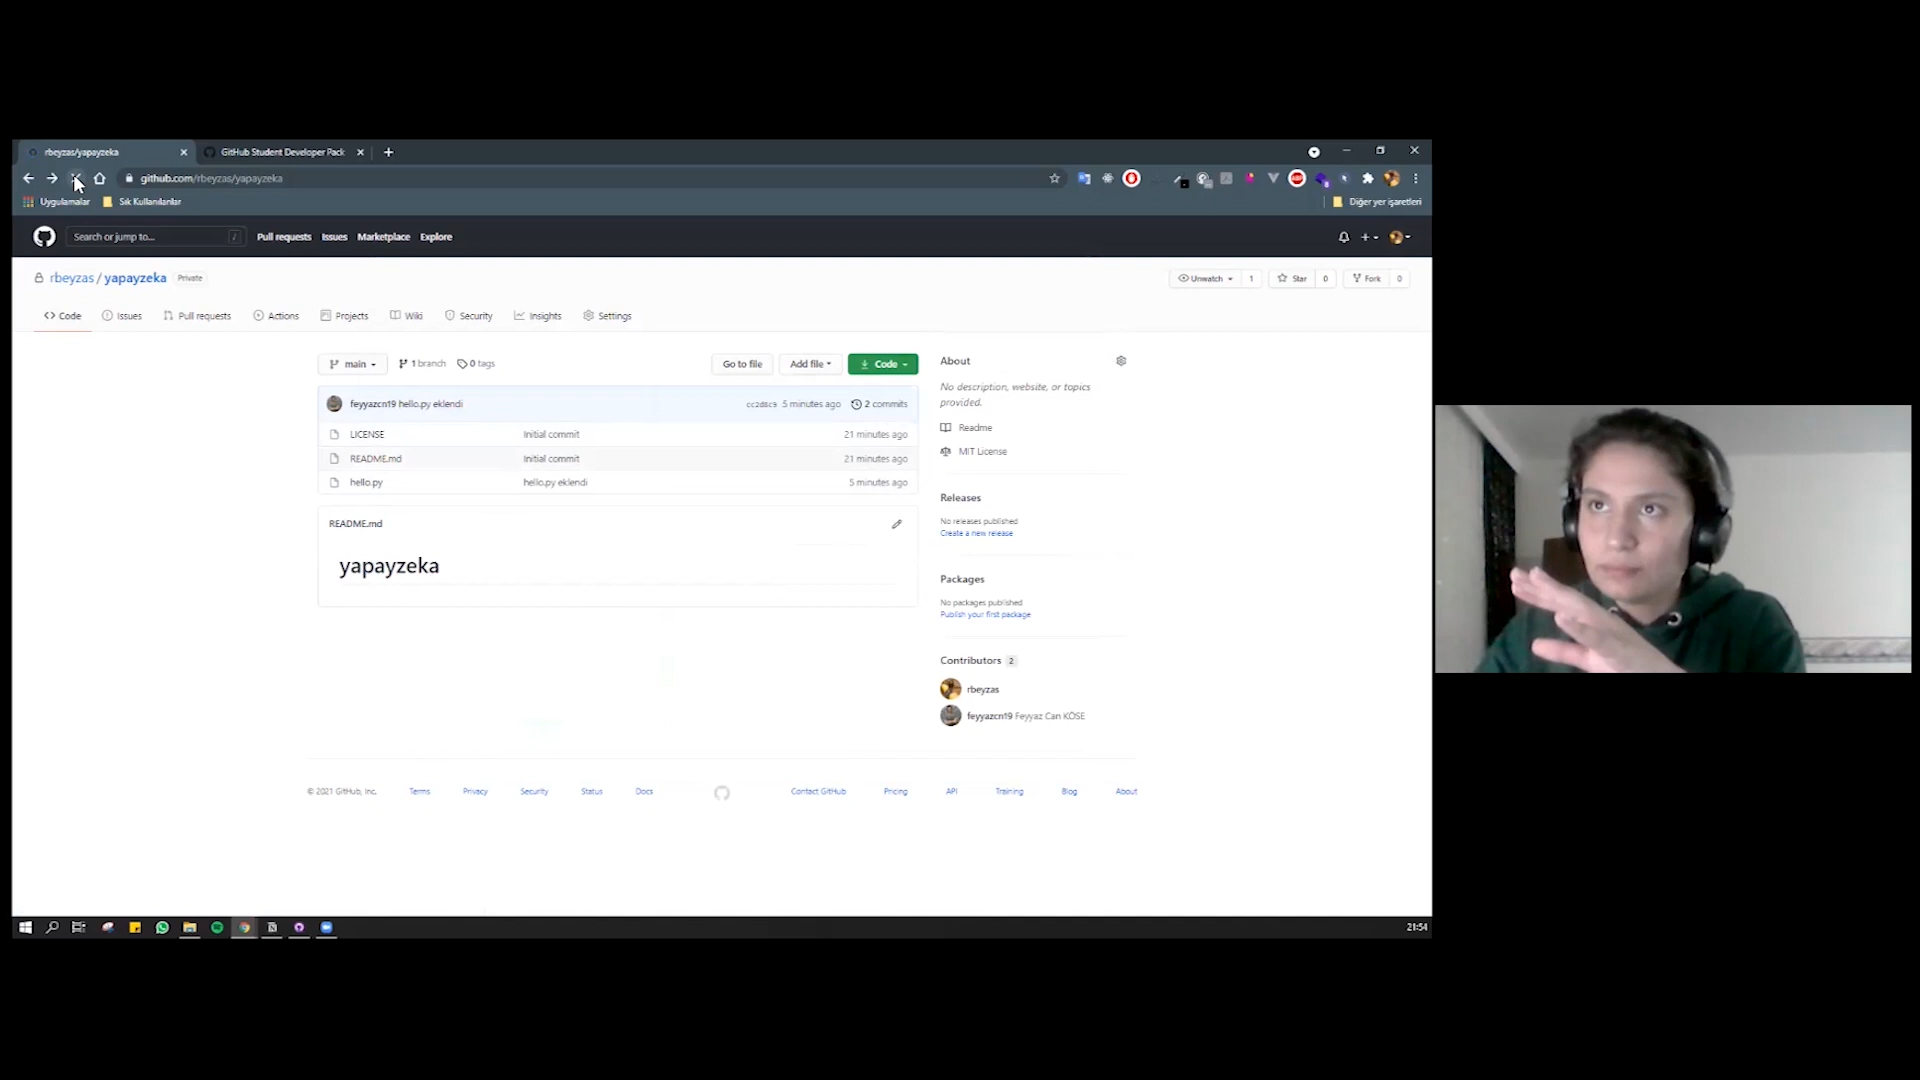 rbeyzas/yapayzeka
GitHub Student Developer Pack
github.com/rbeyzas/yapayzeka
Uygulamalar
Sık Kullanılanlar
Diğer yer işaretleri
Search or jump to... /
Pull requests Issues Marketplace Explore
rbeyzas / yapayzeka Private
Unwatch 1 Star 0 Fork 0
Code Issues Pull requests Actions Projects Wiki Security Insights Settings
main 1 branch 0 tags
Go to file Add file Code
feyyazcn19 hello.py eklendi
5 minutes ago 2 commits
LICENSE Initial commit 21 minutes ago
README.md Initial commit 21 minutes ago
hello.py hello.py eklendi 5 minutes ago
README.md
yapayzeka
About
No description, website, or topics
provided.
Readme
MIT License
Releases
No releases published
Create a new release
Packages
No packages published
Publish your first package
Contributors 2
rbeyzas
feyyazcn19 Feyyaz Can KÖSE
© 2021 GitHub, Inc. Terms Privacy Security Status Docs Contact GitHub Pricing API Training Blog About
21:54